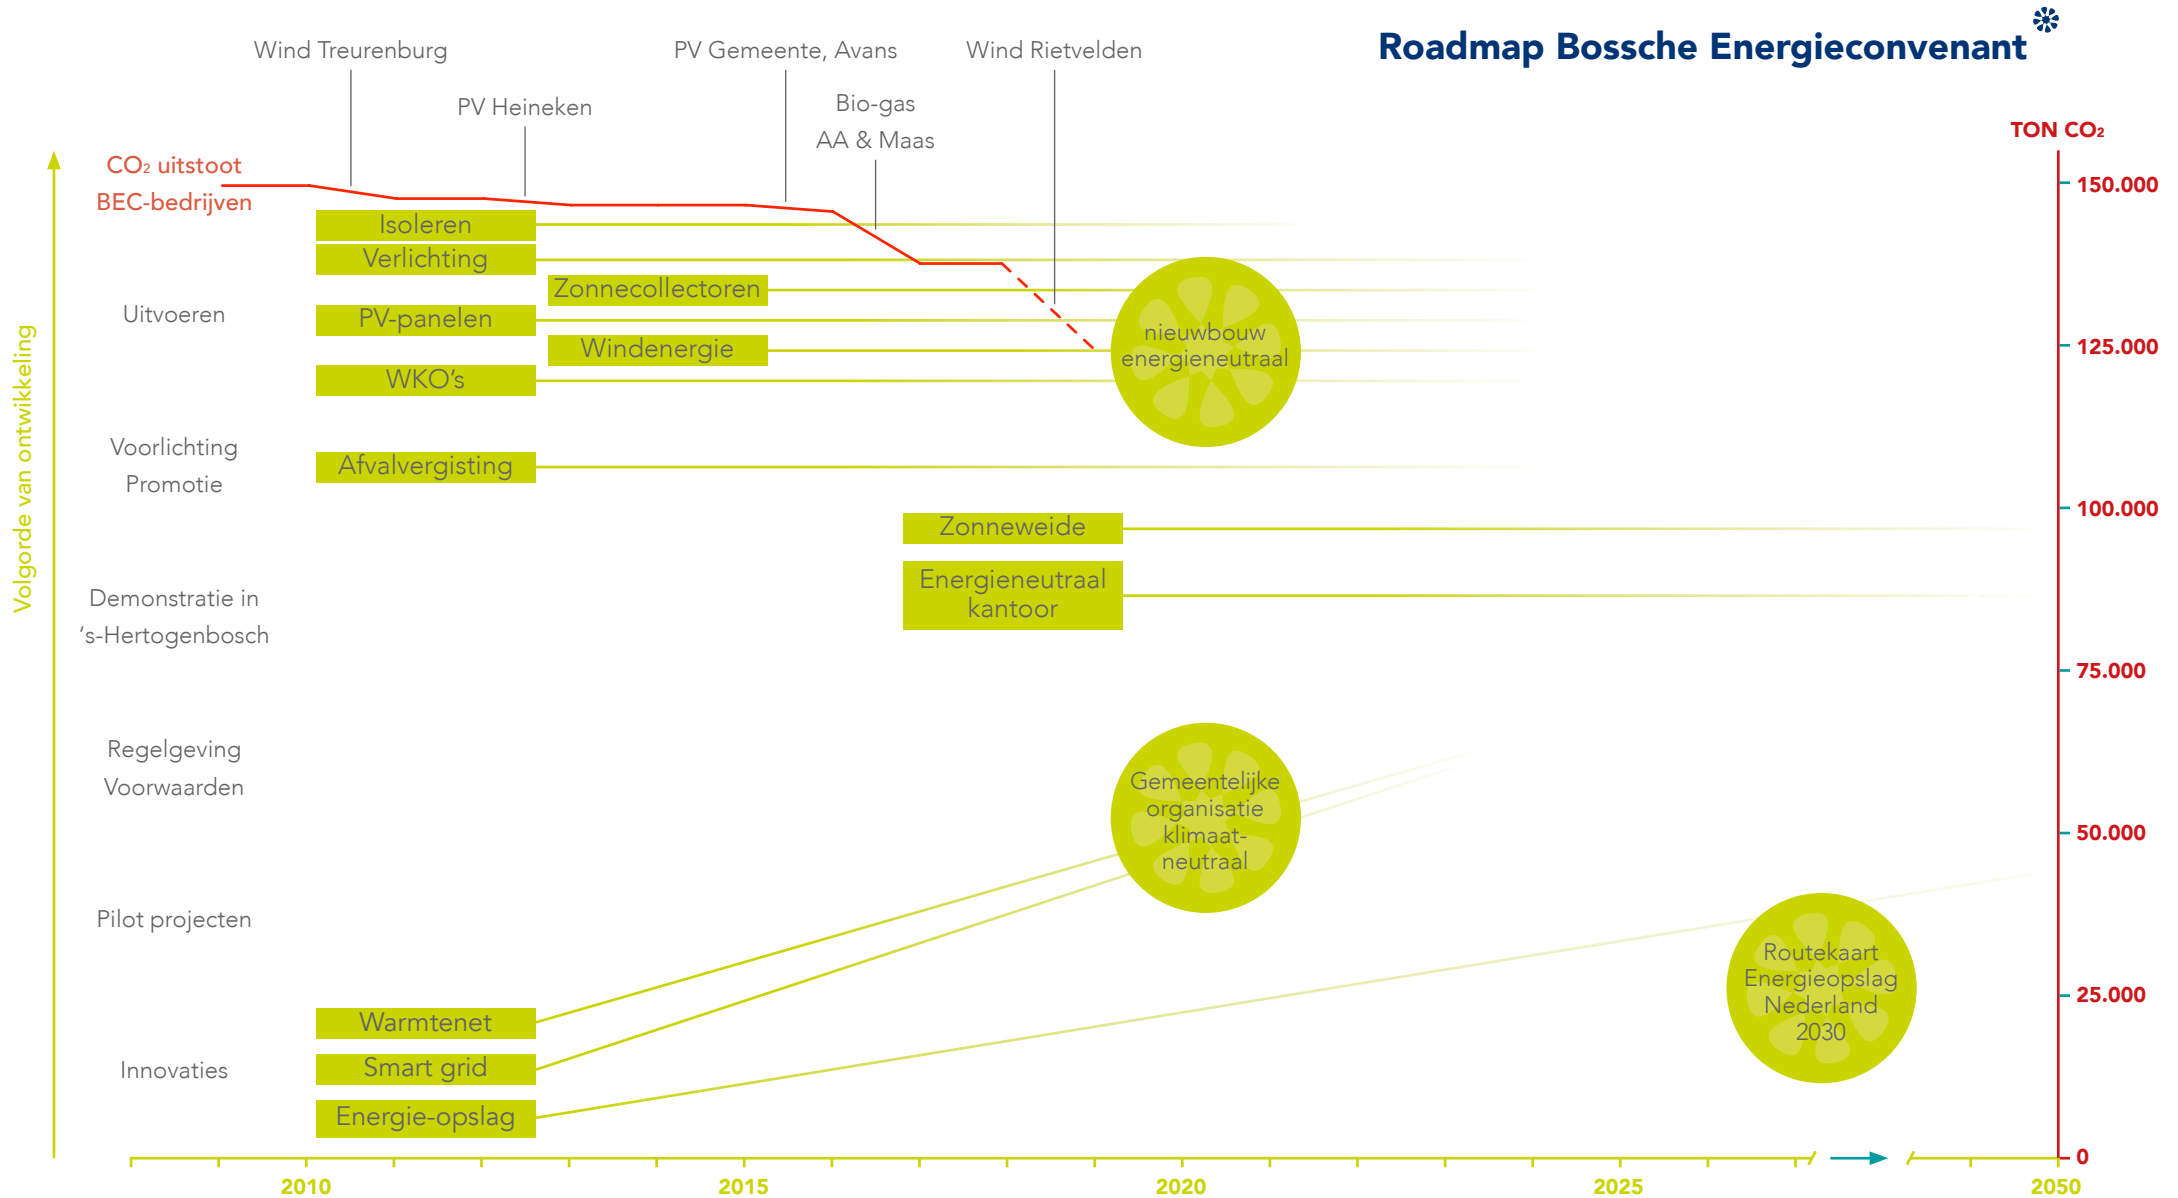 Roadmap Bossche Energieconvenant
Wind Treurenburg
PV Gemeente, Avans
Wind Rietvelden
PV Heineken
Bio-gas
AA & Maas
TON CO₂
CO₂ uitstoot
BEC-bedrijven
Volgorde van ontwikkeling
Uitvoeren
Voorlichting
Promotie
Demonstratie in
‘s-Hertogenbosch
Regelgeving
Voorwaarden
Pilot projecten
Innovaties
Isoleren
Verlichting
Zonnecollectoren
PV-panelen
Windenergie
WKO’s
Afvalvergisting
Zonneweide
Energieneutraal
kantoor
Warmtenet
Smart grid
Energie-opslag
nieuwbouw
energieneutraal
Gemeentelijke
organisatie
klimaat-
neutraal
Routekaart
Energieopslag
Nederland
2030
150.000
125.000
100.000
75.000
50.000
25.000
0
2010
2015
2020
2025
2050